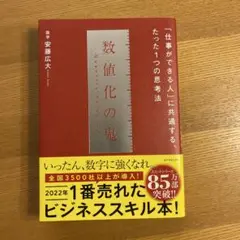 「仕事ができる人」に共通する、
たった1つの思考法
数値化の鬼
著者 安藤広大
いったん、数字に強くなれ
全国3500社以上が導入!
2022年
1番売れた
ビジネススキル本!
85万部
突破!!